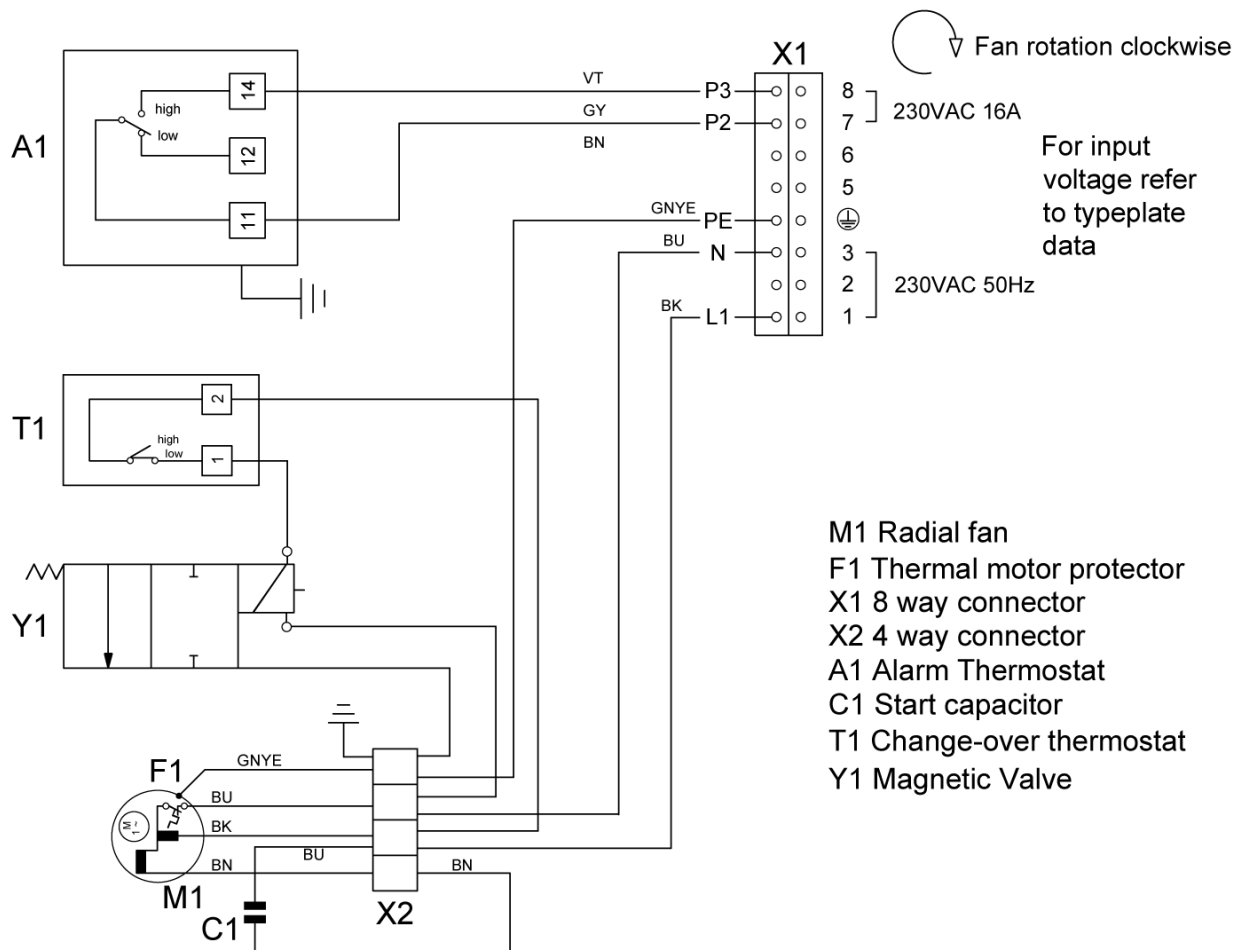 X1
Fan rotation clockwise
A1
14
high
low
12
11
VT
GY
BN
P3
P2
8
7
6
5
230VAC 16A
For input
voltage refer
to typeplate
data
GNYE
PE
BU
N
3
2
1
230VAC 50Hz
BK
L1
T1
2
high
low
1
Y1
M1 Radial fan
F1 Thermal motor protector
X1 8 way connector
X2 4 way connector
A1 Alarm Thermostat
C1 Start capacitor
T1 Change-over thermostat
Y1 Magnetic Valve
F1
GNYE
BU
M
1~
BK
BU
BN
BN
M1
C1
X2